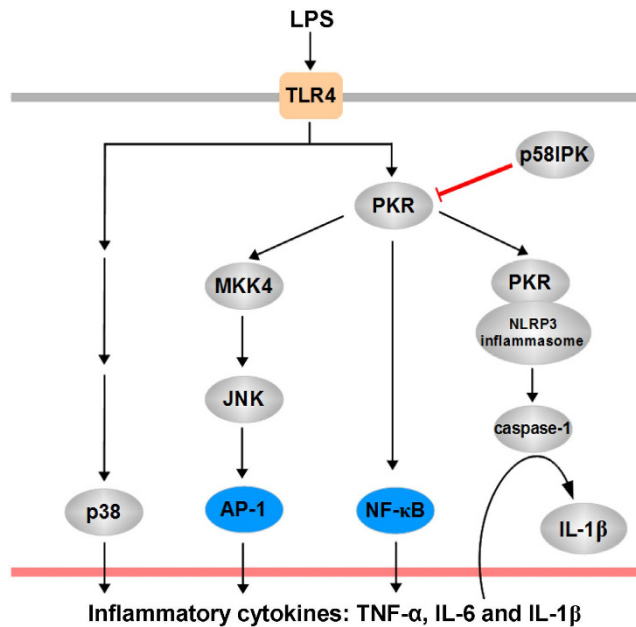 LPS
TLR4
p58IPK
PKR
MKK4
PKR
NLRP3
inflammasome
JNK
caspase-1
p38
AP-1
NF-κB
IL-1β
Inflammatory cytokines: TNF-α, IL-6 and IL-1β